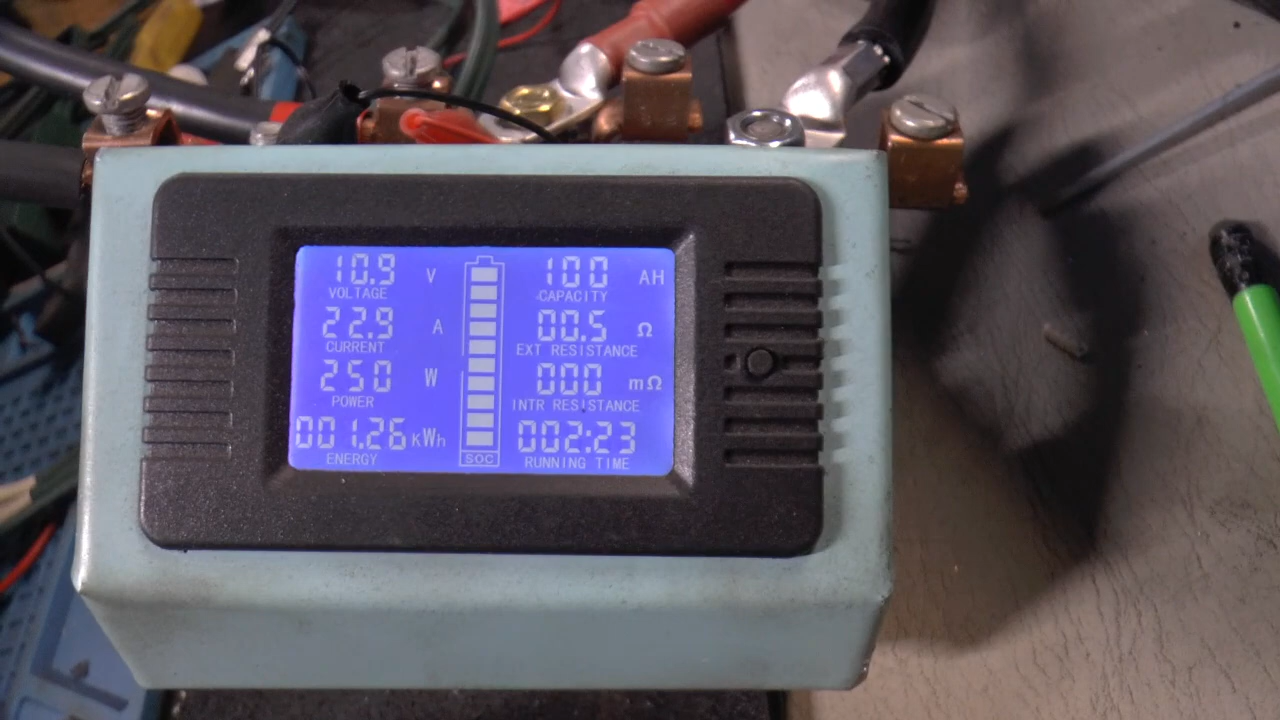 10.9 V
VOLTAGE
22.9 A
CURRENT
250 W
POWER
001.26 KWh
ENERGY
SOC
100 AH
CAPACITY
00.5 Ω
EXT RESISTANCE
000 mΩ
INTR RESISTANCE
002:23
RUNNING TIME